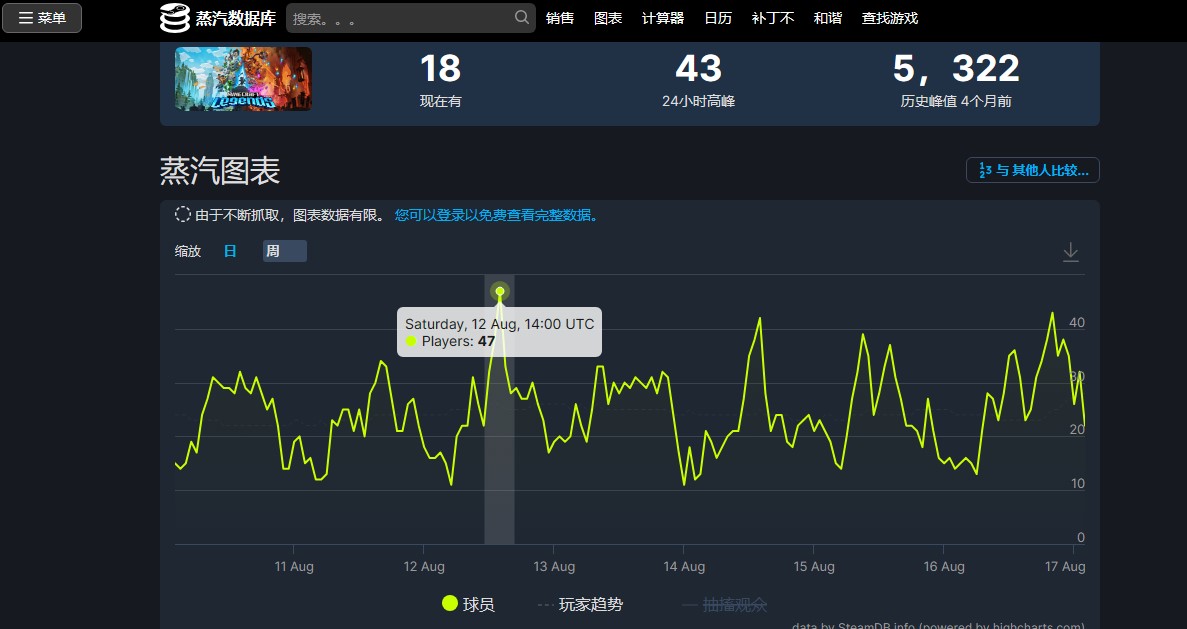 菜单
蒸汽数据库
搜索。。。
销售 图表 计算器 日历 补丁不 和谐 查找游戏
MINECRAFT
Legends
18 43 5，322
现在有 24小时高峰 历史峰值 4个月前
蒸汽图表
与 其他人比较...
由于不断抓取，图表数据有限。 您可以登录以免费查看完整数据。
缩放 日 周
Saturday, 12 Aug, 14:00 UTC
Players: 47
40
30
20
10
0
11 Aug 12 Aug 13 Aug 14 Aug 15 Aug 16 Aug 17 Aug
球员 玩家趋势 抽搐观众
data by SteamDB.info (powered by highcharts.com)